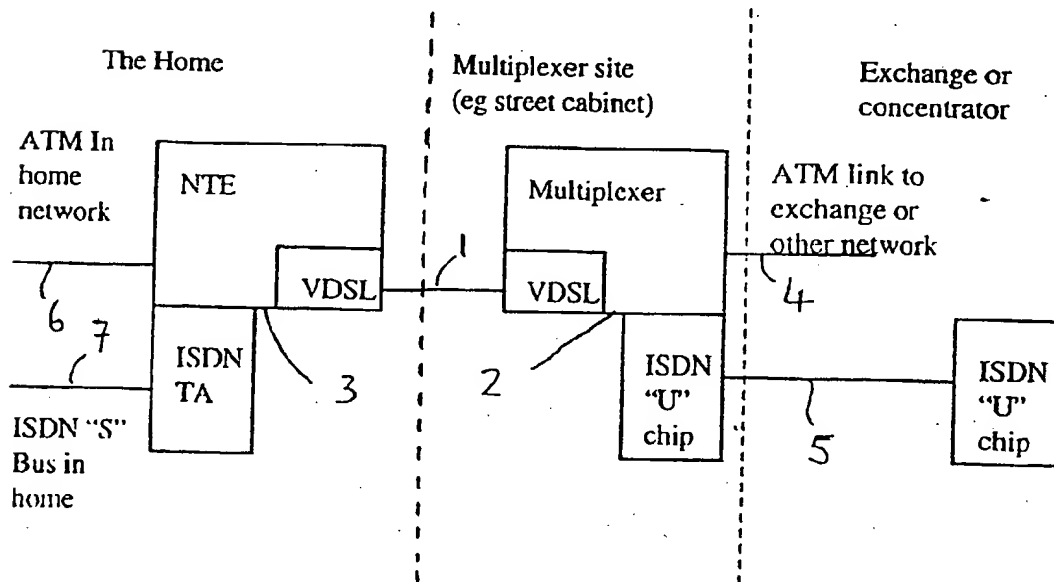 The Home
Multiplexer site
(eg street cabinet)
Exchange or
concentrator
ATM In
home
network
NTE
VDSL
1
Multiplexer
VDSL
ATM link to
exchange or
other network
4
6
7
ISDN
TA
3
2
ISDN
"U"
chip
5
ISDN
"U"
chip
ISDN "S"
Bus in
home